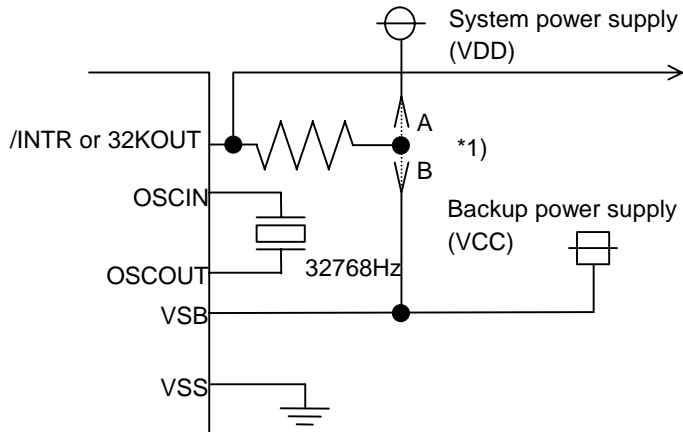 System power supply
(VDD)
A
/INTR or 32KOUT
*1)
B
OSCIN
Backup power supply
(VCC)
OSCOUT
32768Hz
VSB
VSS